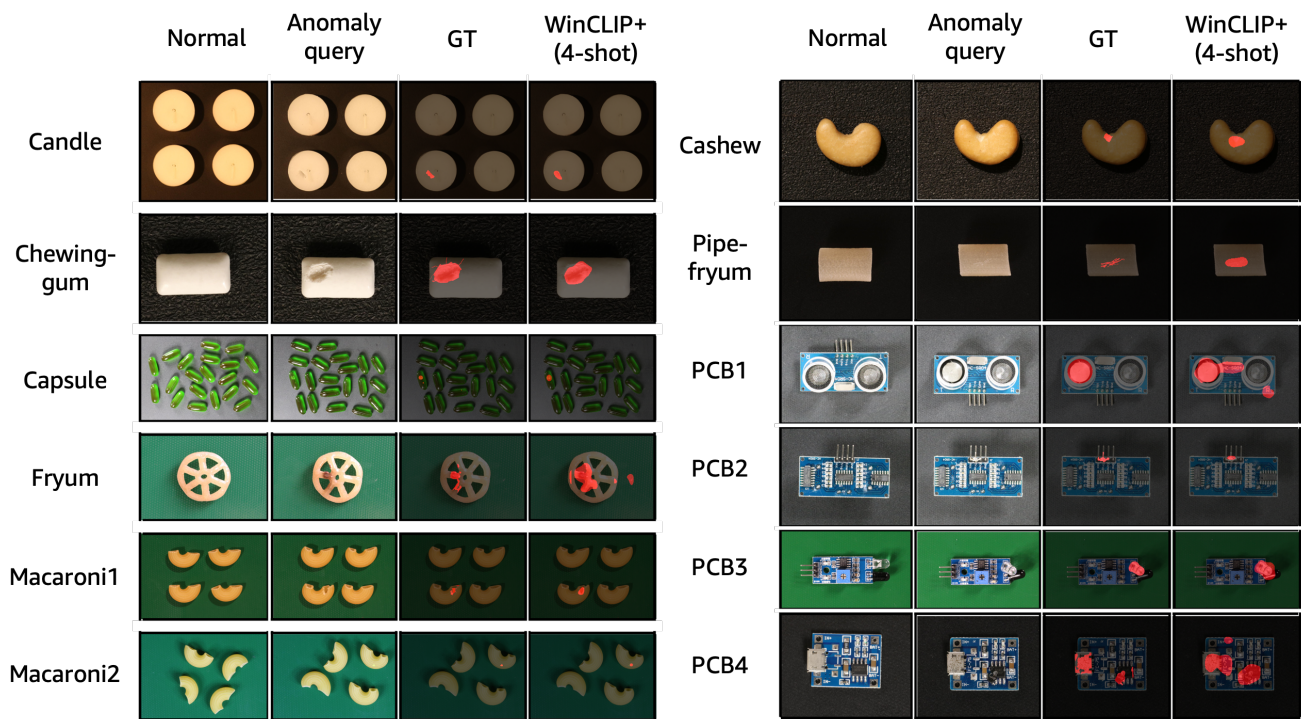 Normal
Anomaly
query
GT
WinCLIP+
(4-shot)
Normal
Anomaly
query
GT
WinCLIP+
(4-shot)
Candle
Chewing-
gum
Capsule
Fryum
Macaroni1
Macaroni2
Cashew
Pipe-
fryum
PCB1
PCB2
PCB3
PCB4